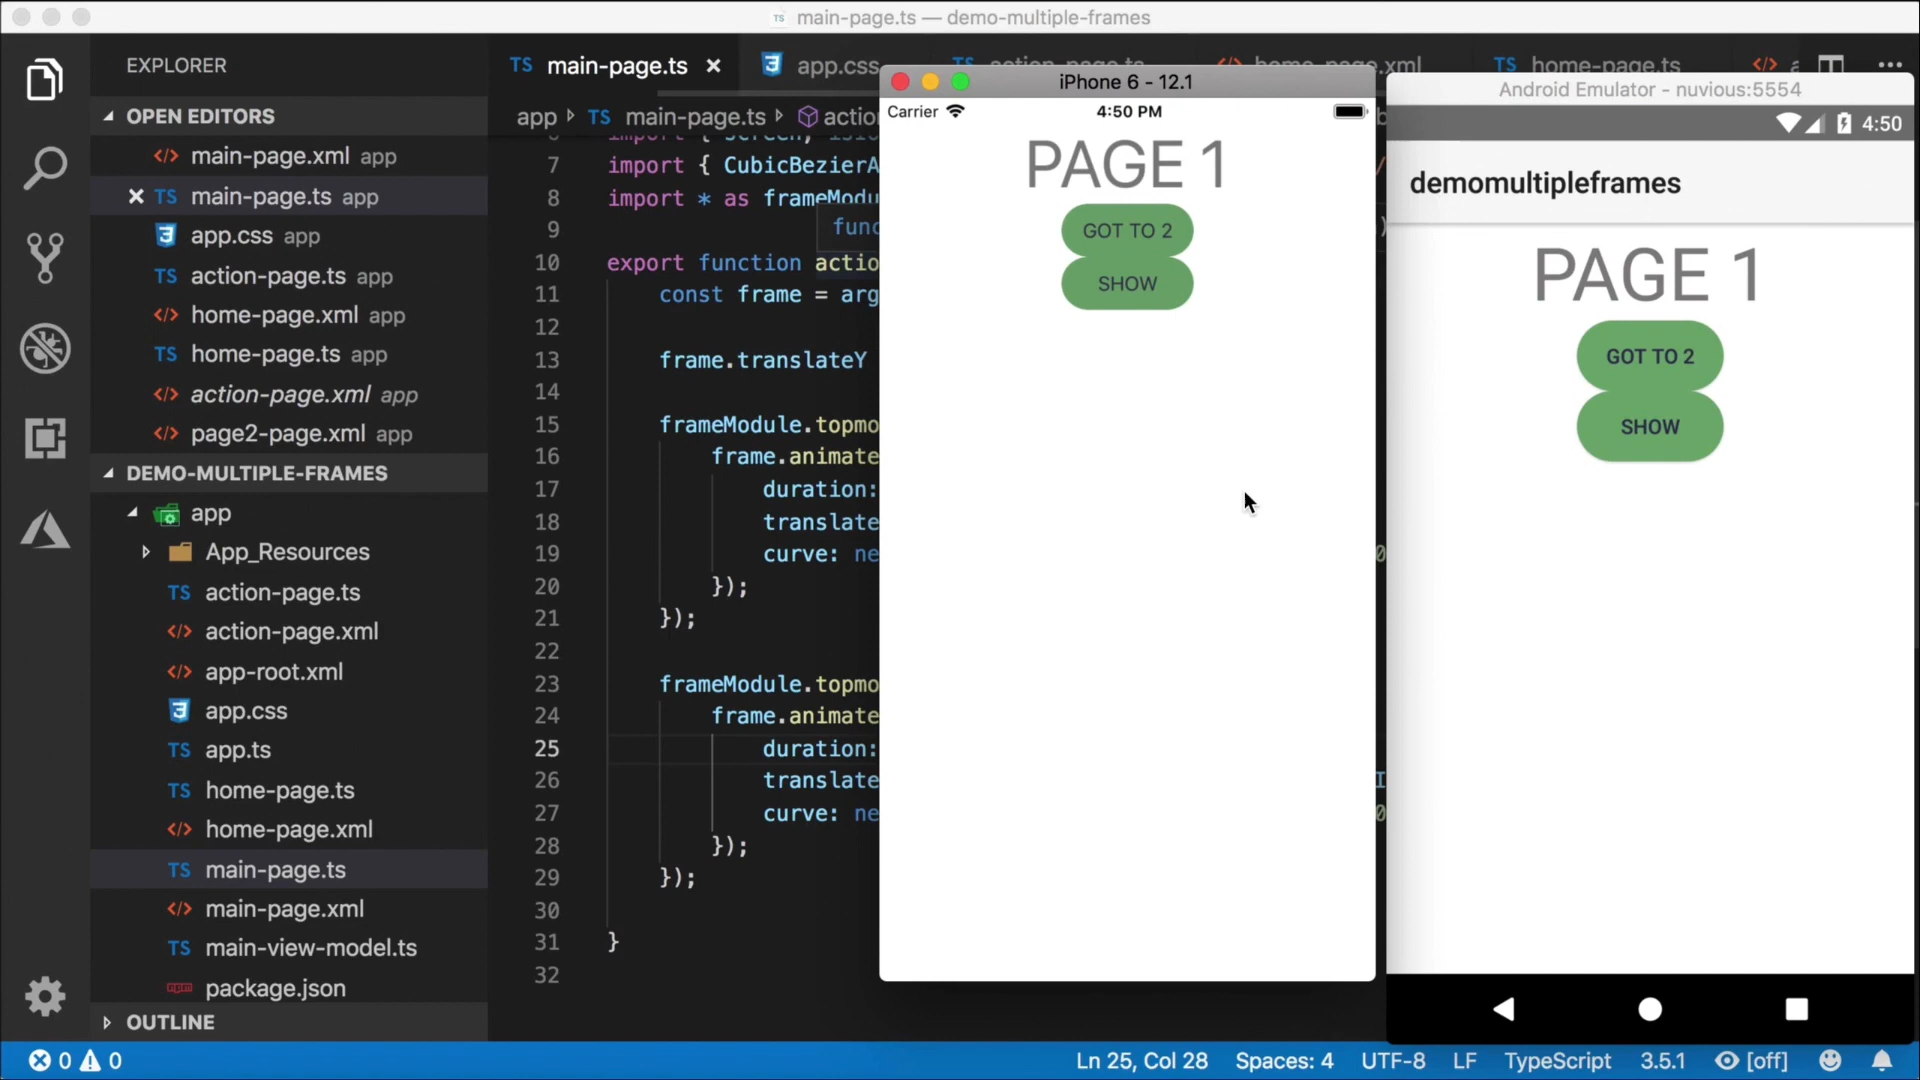 TS main-page.ts — demo-multiple-frames
EXPLORER
OPEN EDITORS
</> main-page.xml app
TS main-page.ts app
app.css app
action-page.ts app
</> home-page.xml app
TS home-page.ts app
</> action-page.xml app
</> page2-page.xml app
DEMO-MULTIPLE-FRAMES
app
App_Resources
TS action-page.ts
</> action-page.xml
</> app-root.xml
app.css
TS app.ts
TS home-page.ts
</> home-page.xml
TS main-page.ts
</> main-page.xml
TS main-view-model.ts
package.json
OUTLINE
TS main-page.ts
app.css
TS action-page.ts
</> home-page.xml
TS home-page.ts
</>
app TS main-page.ts
7 import { CubicBezierA
8 import * as frameModu
func
9
10 export function actio
11 const frame = arg
12
13 frame.translateY
14
15 frameModule.topmo
16 frame.animate
17 duration:
18 translate
19 curve: ne
20 });
21 });
22
23 frameModule.topmo
24 frame.animate
25 duration:
26 translate
27 curve: ne
28 });
29 });
30
31 }
32
iPhone 6 - 12.1
Carrier 4:50 PM
PAGE 1
GOT TO 2
SHOW
Android Emulator - nuvious:5554
4:50
demomultipleframes
PAGE 1
GOT TO 2
SHOW
0 0 Ln 25, Col 28 Spaces: 4 UTF-8 LF TypeScript 3.5.1 [off]